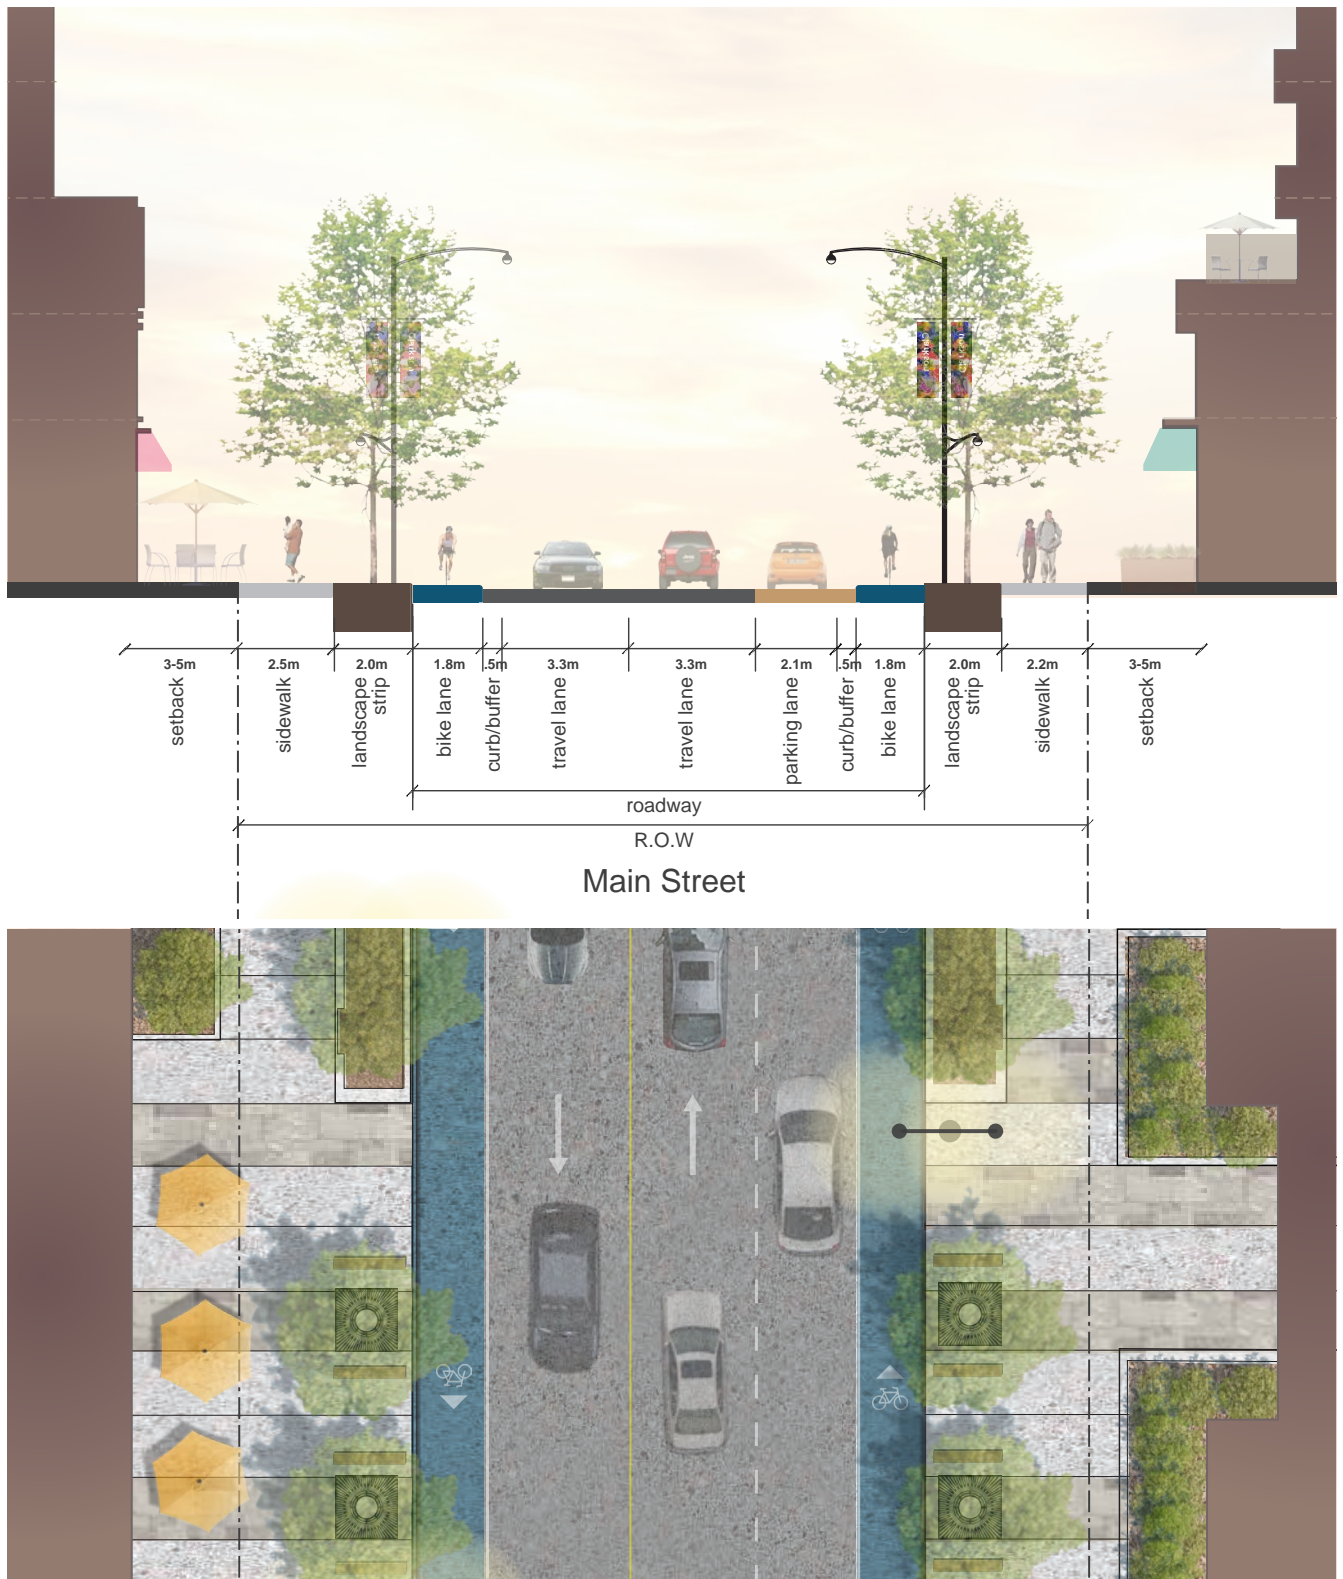 3-5m
2.5m
2.0m
1.8m
.5m
3.3m
3.3m
2.1m
.5m
1.8m
2.0m
2.2m
3-5m
setback
sidewalk
landscape
strip
bike lane
curb/buffer
travel lane
travel lane
parking lane
curb/buffer
bike lane
landscape
strip
sidewalk
setback
roadway
R.O.W
Main Street